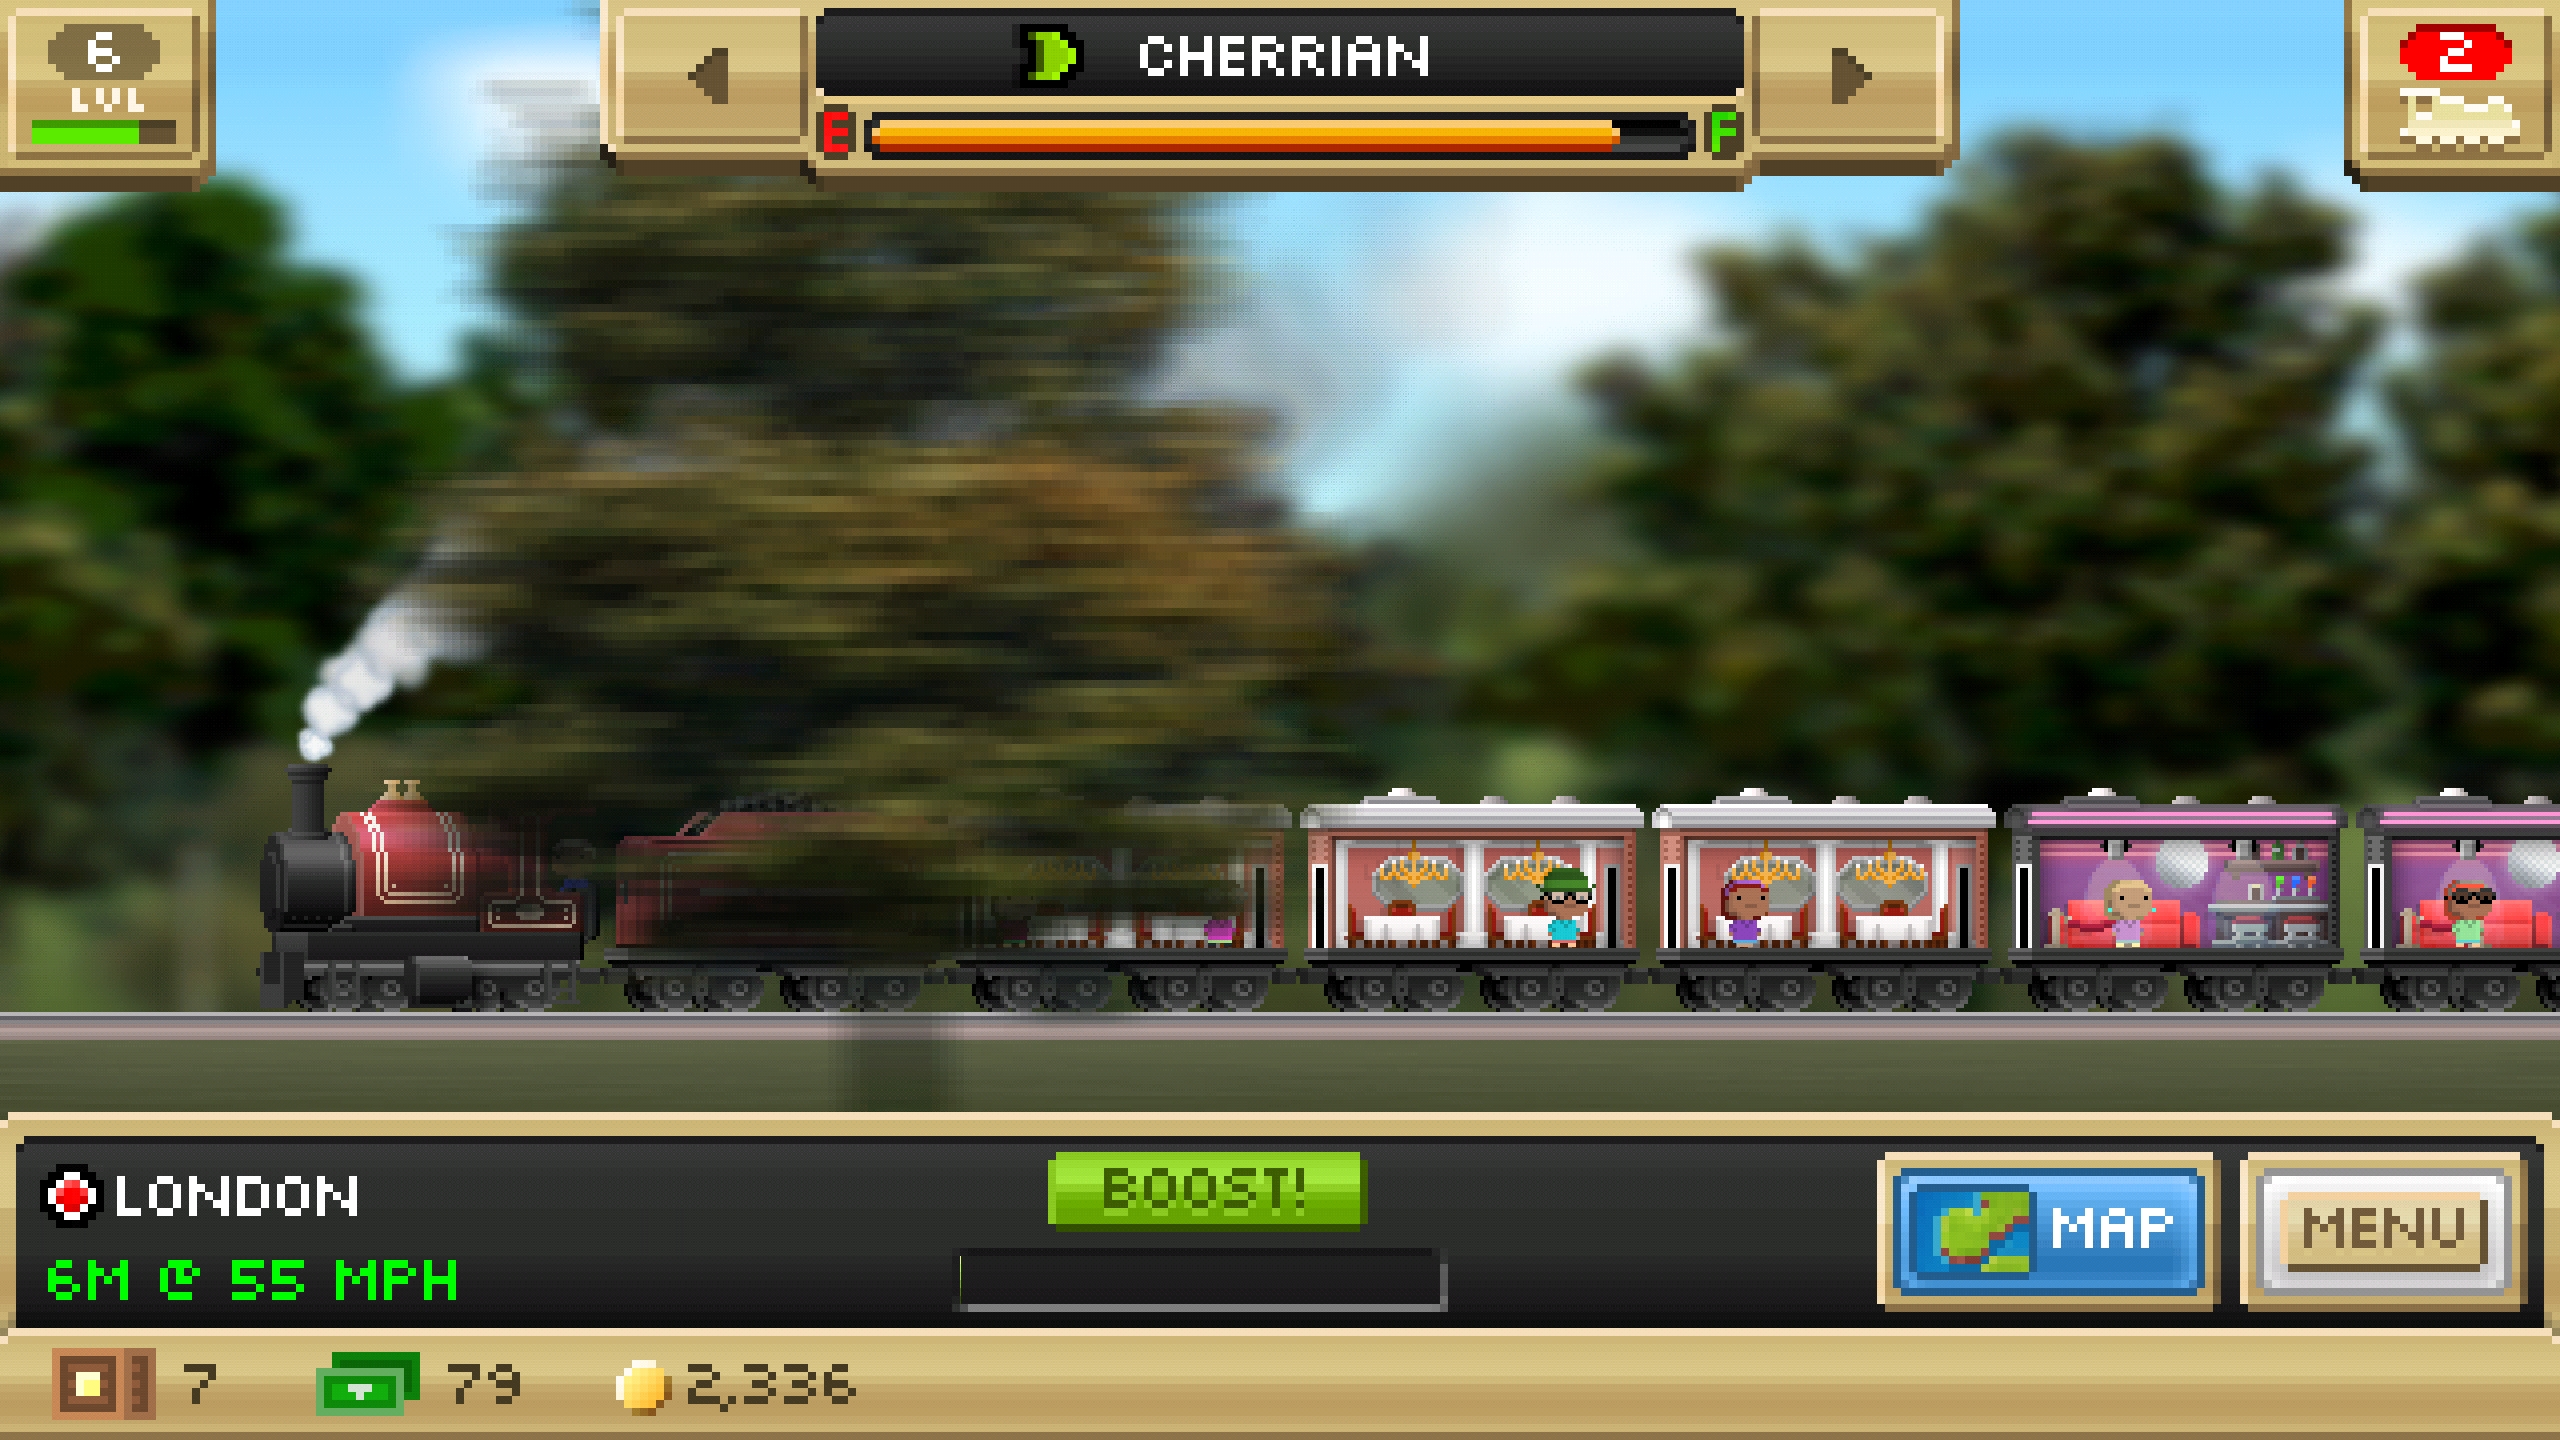 6
LVL
CHERRIAN
E F
2
LONDON
6M @ 55 MPH
BOOST!
MAP
MENU
7 79 2,336